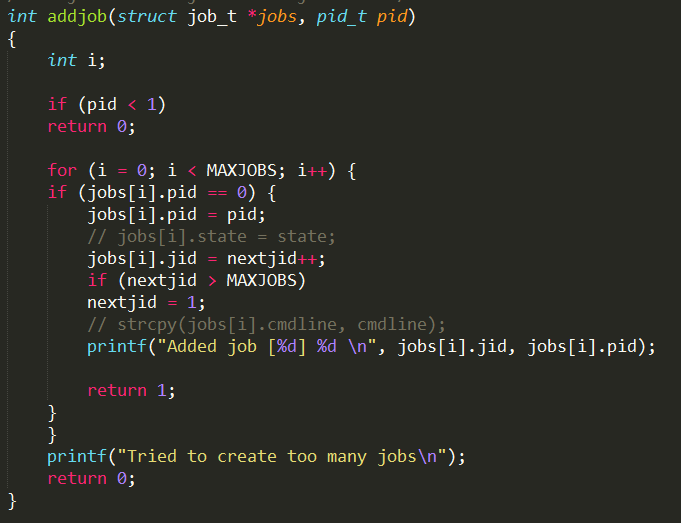 int addjob(struct job_t *jobs, pid_t pid)
{
    int i;

    if (pid < 1)
    return 0;

    for (i = 0; i < MAXJOBS; i++) {
    if (jobs[i].pid == 0) {
        jobs[i].pid = pid;
        // jobs[i].state = state;
        jobs[i].jid = nextjid++;
        if (nextjid > MAXJOBS)
        nextjid = 1;
        // strcpy(jobs[i].cmdline, cmdline);
        printf("Added job [%d] %d \n", jobs[i].jid, jobs[i].pid);

        return 1;
    }
    }
    printf("Tried to create too many jobs\n");
    return 0;
}